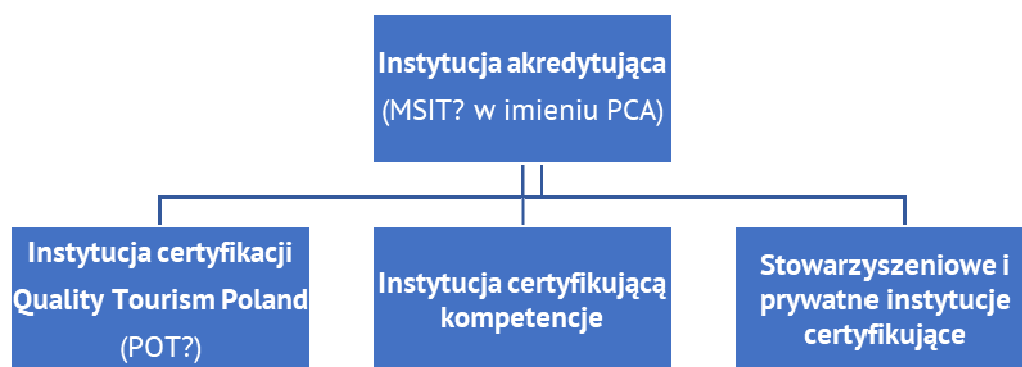 Instytucja akredytująca
(MSIT? w imieniu PCA)
Instytucja certyfikacji
Quality Tourism Poland
(POT?)
Instytucja certyfikującą
kompetencje
Stowarzyszeniowe i
prywatne instytucje
certyfikujące